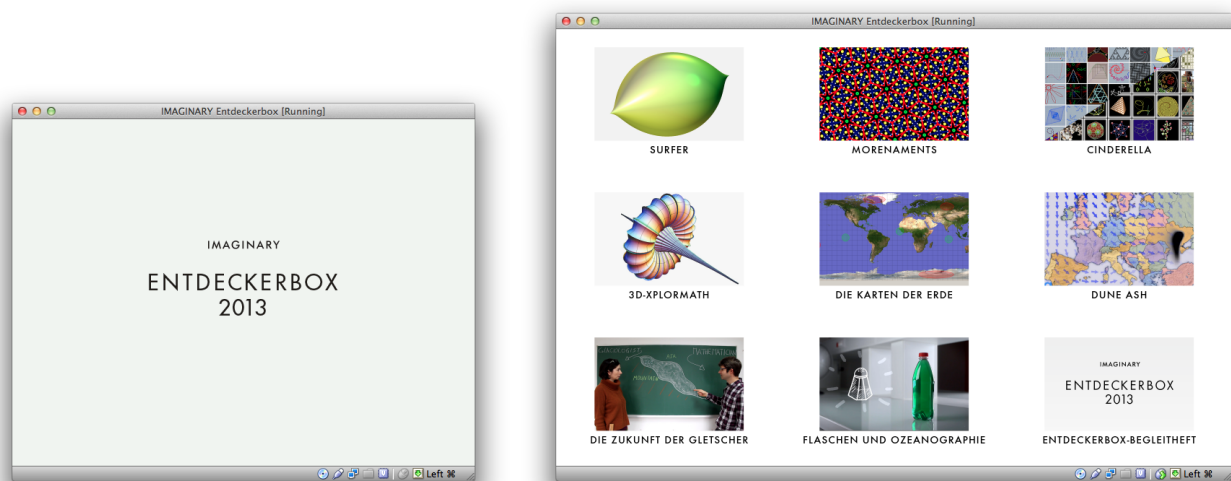 IMAGINARY Entdeckerbox [Running]
IMAGINARY
ENTDECKERBOX
2013
Left ⌘
IMAGINARY Entdeckerbox [Running]
SURFER
MORENAMENTS
CINDERELLA
3D-XPLORMATH
DIE KARTEN DER ERDE
DUNE ASH
IMAGINARY
ENTDECKERBOX
2013
DIE ZUKUNFT DER GLETSCHER
FLASCHEN UND OZEANOGRAPHIE
ENTDECKERBOX-BEGLEITHEFT
Left ⌘